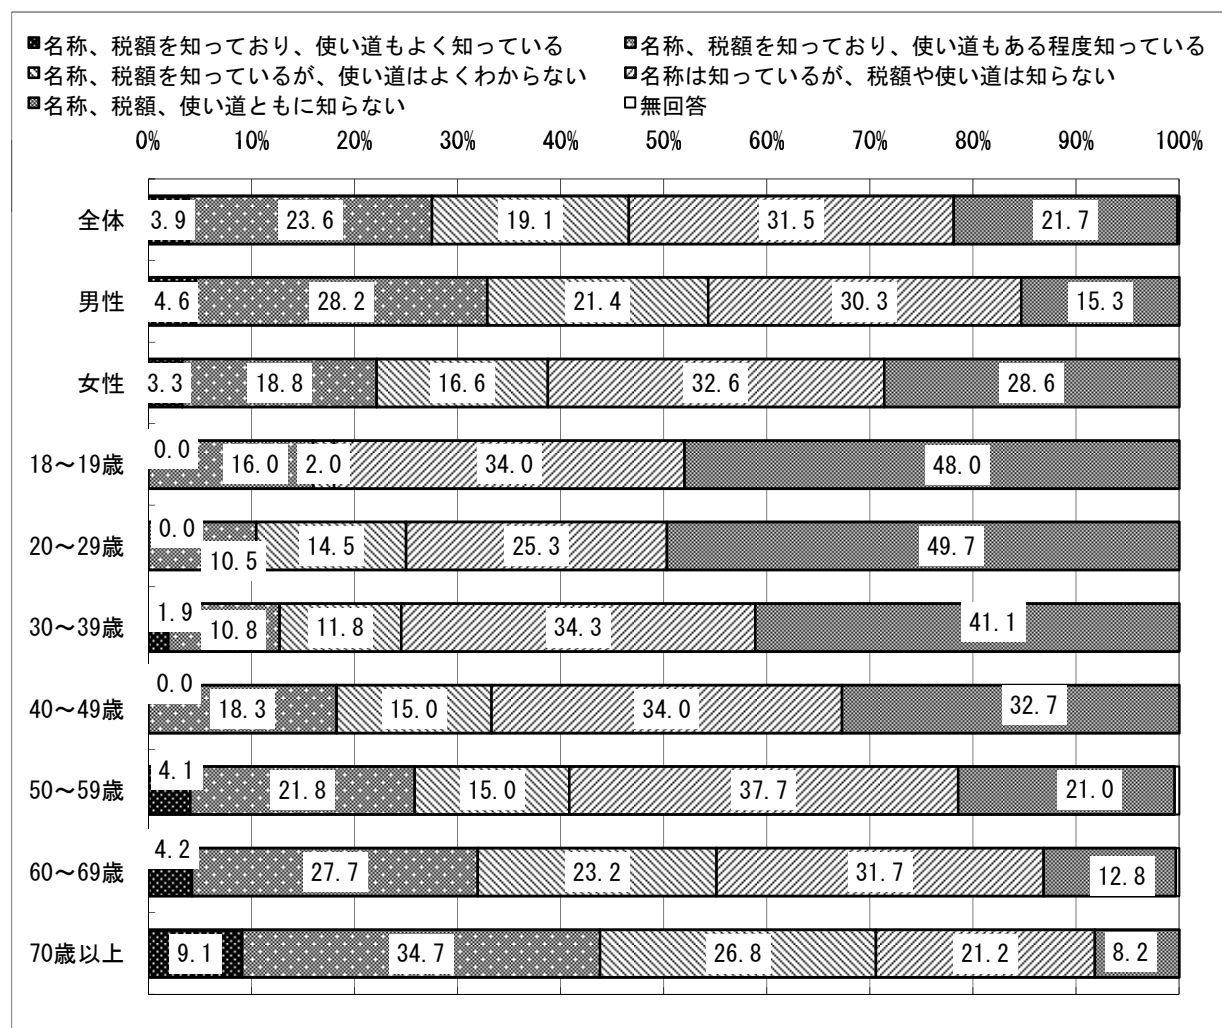 名称、税額を知っており、使い道もよく知っている 名称、税額を知っており、使い道もある程度知っている
名称、税額を知っているが、使い道はよくわからない 名称は知っているが、税額や使い道は知らない
名称、税額、使い道ともに知らない 無回答
0% 10% 20% 30% 40% 50% 60% 70% 80% 90% 100%
全体 3.9 23.6 19.1 31.5 21.7
男性 4.6 28.2 21.4 30.3 15.3
女性 3.3 18.8 16.6 32.6 28.6
18～19歳 0.0 16.0 2.0 34.0 48.0
20～29歳 0.0 10.5 14.5 25.3 49.7
30～39歳 1.9 10.8 11.8 34.3 41.1
40～49歳 0.0 18.3 15.0 34.0 32.7
50～59歳 4.1 21.8 15.0 37.7 21.0
60～69歳 4.2 27.7 23.2 31.7 12.8
70歳以上 9.1 34.7 26.8 21.2 8.2